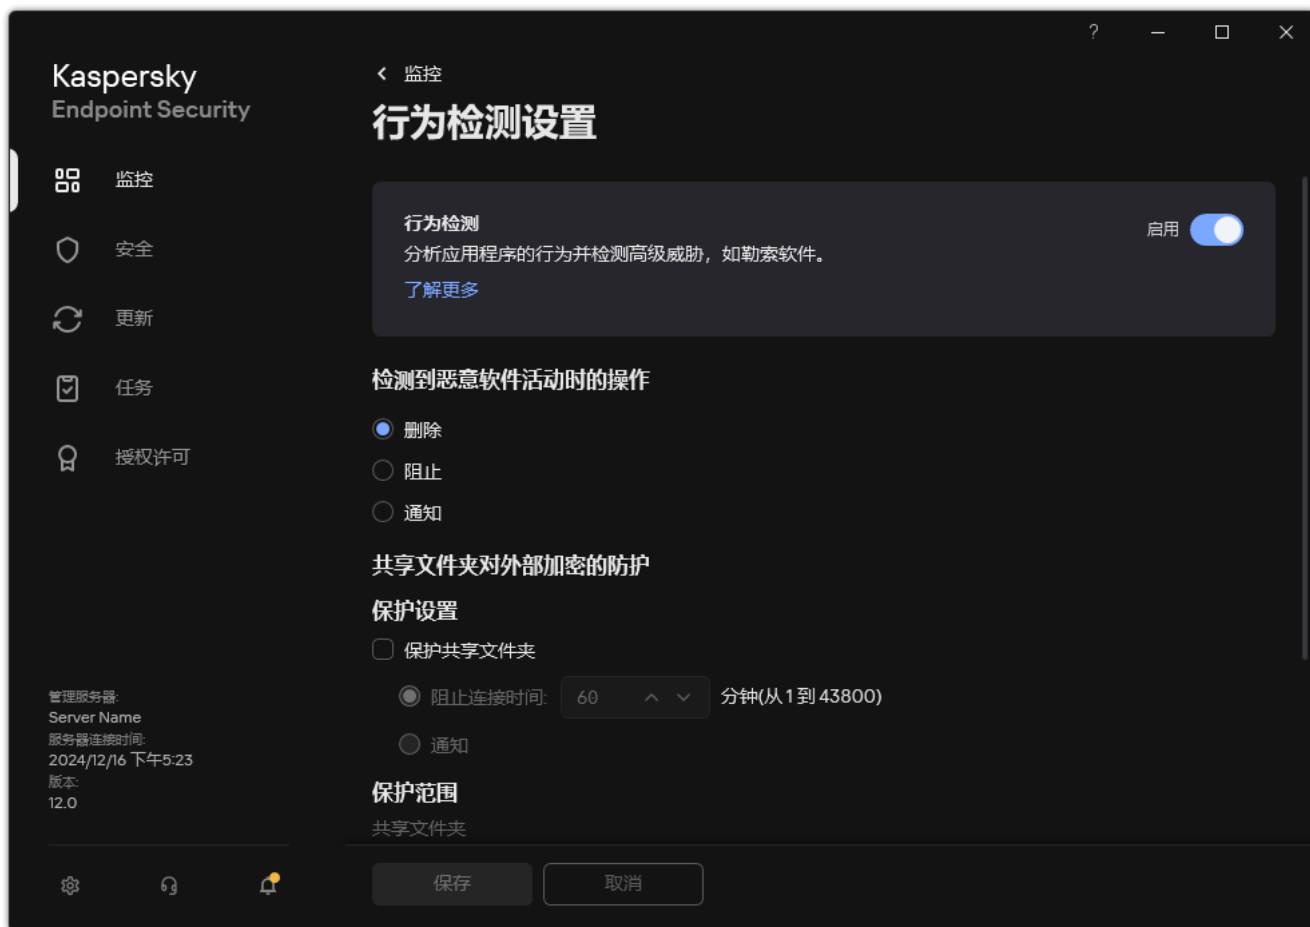 ?
Kaspersky
Endpoint Security
监控
安全
更新
任务
授权许可
管理服务器:
Server Name
服务器连接时间:
2024/12/16 下午5:23
版本:
12.0
监控
行为检测设置
行为检测
启用
分析应用程序的行为并检测高级威胁，如勒索软件。
了解更多
检测到恶意软件活动时的操作
删除
阻止
通知
共享文件夹对外部加密的防护
保护设置
保护共享文件夹
阻止连接时间: 60 分钟(从 1 到 43800)
通知
保护范围
共享文件夹
保存
取消